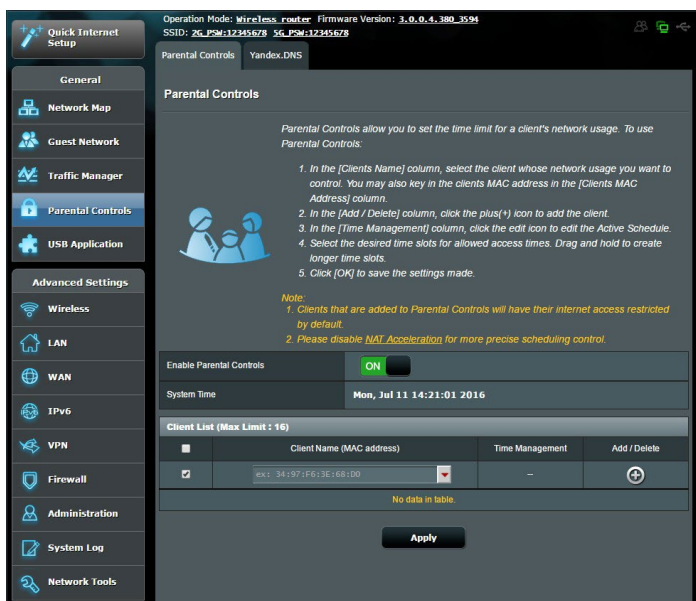 Quick Internet
Setup
General
Network Map
Guest Network
Traffic Manager
Parental Controls
USB Application
Advanced Settings
Wireless
LAN
WAN
IPv6
VPN
Firewall
Administration
System Log
Network Tools
Operation Mode: Wireless router Firmware Version: 3.0.0.4.380_3594
SSID: 2G_PSW:12345678 5G_PSW:12345678
Parental Controls Yandex.DNS
Parental Controls
Parental Controls allow you to set the time limit for a client's network usage. To use
Parental Controls:
1. In the [Clients Name] column, select the client whose network usage you want to
control. You may also key in the clients MAC address in the [Clients MAC
Address] column.
2. In the [Add / Delete] column, click the plus(+) icon to add the client.
3. In the [Time Management] column, click the edit icon to edit the Active Schedule.
4. Select the desired time slots for allowed access times. Drag and hold to create
longer time slots.
5. Click [OK] to save the settings made.
Note:
1. Clients that are added to Parental Controls will have their internet access restricted
by default.
2. Please disable NAT Acceleration for more precise scheduling control.
Enable Parental Controls ON
System Time Mon, Jul 11 14:21:01 2016
Client List (Max Limit : 16)
Client Name (MAC address) Time Management Add / Delete
ex: 34:97:F6:3E:68:D0 --
No data in table.
Apply